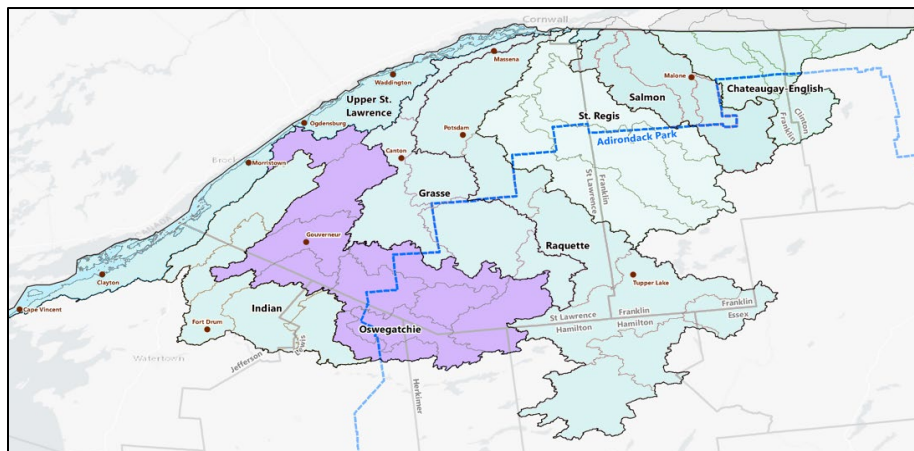 Cornwall
Massena
Waddington
Upper St.
Lawrence
Malone
Salmon
Chateaugay-English
Clinton
Franklin
St. Regis
Adirondack Park
Ogdensburg
Potsdam
Canton
Morristown
Grasse
St Lawrence
Franklin
Gouverneur
Raquette
Clayton
Tupper Lake
Cape Vincent
Indian
Fort Drum
Oswegatchie
St Lawrence
Hamilton
Franklin
Hamilton
Franklin
Essex
Lewis
Jefferson
Watertown
Herkimer